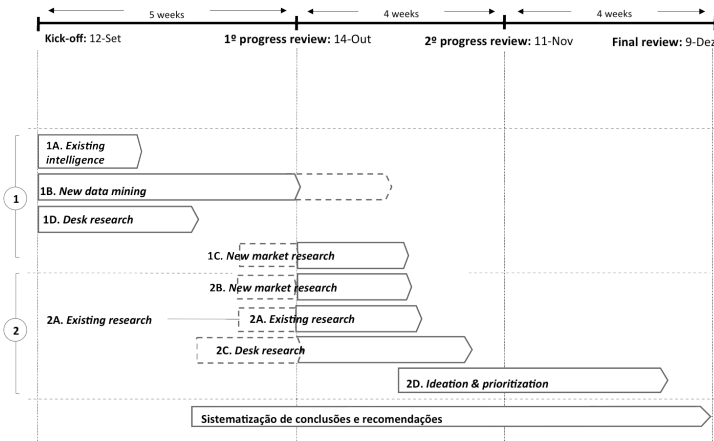 5 weeks
4 weeks
4 weeks
Kick-off: 12-Set
1º progress review: 14-Out
2º progress review: 11-Nov
Final review: 9-Dez
1
1A. Existing
intelligence
1B. New data mining
1D. Desk research
1C. New market research
2
2B. New market research
2A. Existing research
2A. Existing research
2C. Desk research
2D. Ideation & prioritization
Sistematização de conclusões e recomendações